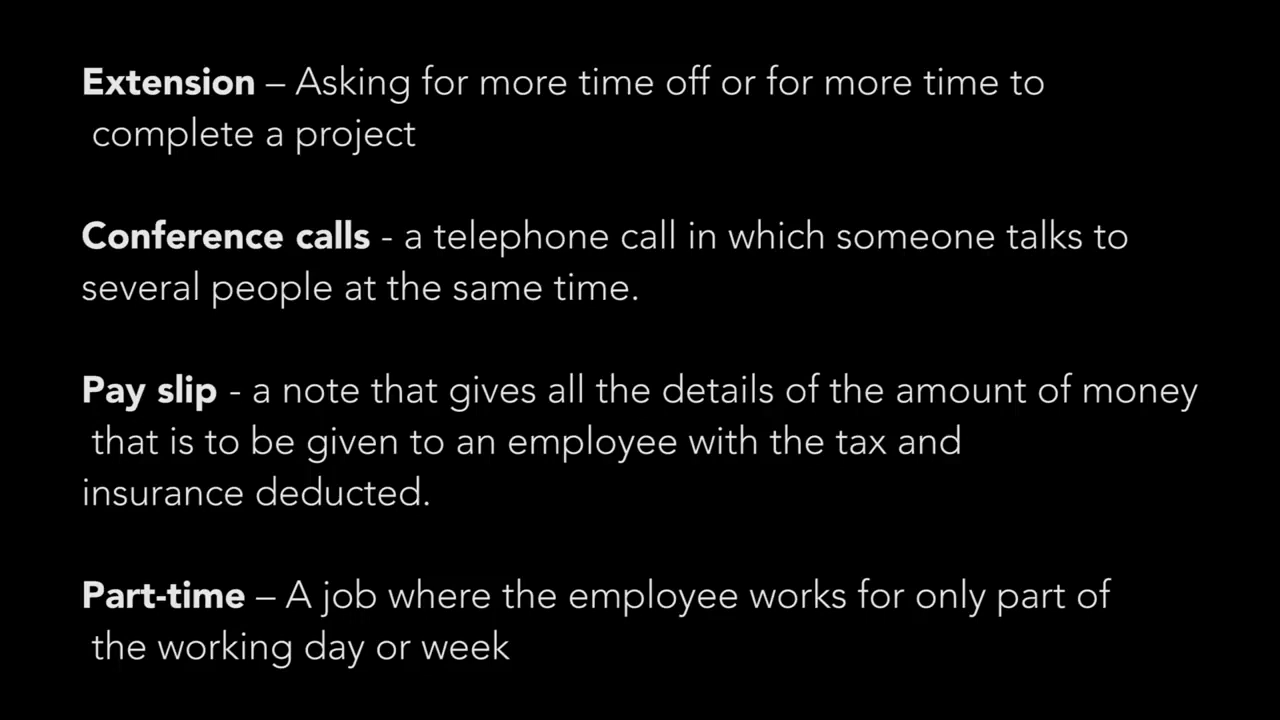 Extension – Asking for more time off or for more time to
complete a project
Conference calls - a telephone call in which someone talks to
several people at the same time.
Pay slip - a note that gives all the details of the amount of money
that is to be given to an employee with the tax and
insurance deducted.
Part-time – A job where the employee works for only part of
the working day or week